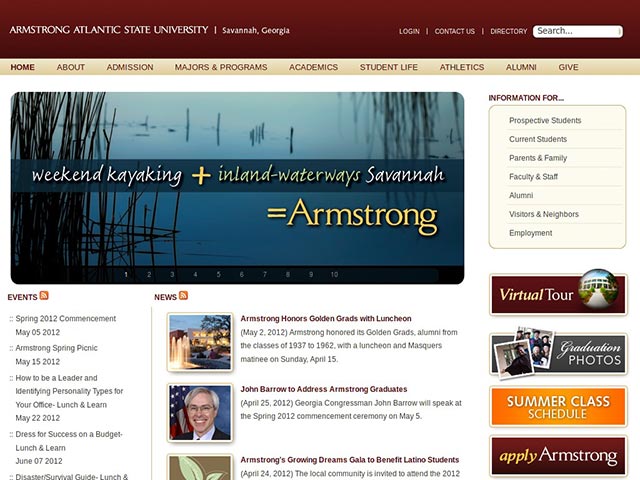 ARMSTRONG ATLANTIC STATE UNIVERSITY | Savannah, Georgia
LOGIN | CONTACT US | DIRECTORY Search...
HOME ABOUT ADMISSION MAJORS & PROGRAMS ACADEMICS STUDENT LIFE ATHLETICS ALUMNI GIVE
weekend kayaking + inland-waterways Savannah
=Armstrong
1 2 3 4 5 6 7 8 9 10
INFORMATION FOR...
Prospective Students
Current Students
Parents & Family
Faculty & Staff
Alumni
Visitors & Neighbors
Employment
Virtual Tour
Graduation
PHOTOS
SUMMER CLASS
SCHEDULE
apply Armstrong
EVENTS
:: Spring 2012 Commencement
May 05 2012
:: Armstrong Spring Picnic
May 15 2012
:: How to be a Leader and
Identifying Personality Types for
Your Office- Lunch & Learn
May 22 2012
:: Dress for Success on a Budget-
Lunch & Learn
June 07 2012
:: Disaster/Survival Guide- Lunch &
NEWS
Armstrong Honors Golden Grads with Luncheon
(May 2, 2012) Armstrong honored its Golden Grads, alumni from
the classes of 1937 to 1962, with a luncheon and Masquers
matinee on Sunday, April 15.
John Barrow to Address Armstrong Graduates
(April 25, 2012) Georgia Congressman John Barrow will speak at
the Spring 2012 commencement ceremony on May 5.
Armstrong's Growing Dreams Gala to Benefit Latino Students
(April 24, 2012) The local community is invited to attend the 2012